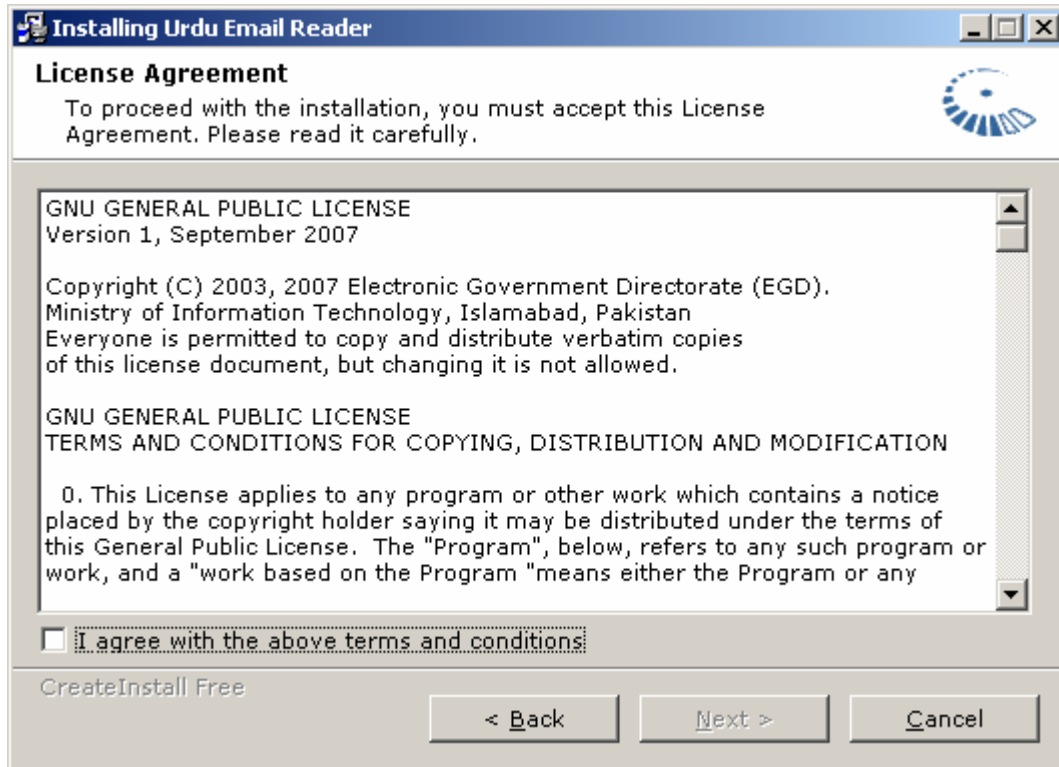 Installing Urdu Email Reader
License Agreement
To proceed with the installation, you must accept this License
Agreement. Please read it carefully.
GNU GENERAL PUBLIC LICENSE
Version 1, September 2007
Copyright (C) 2003, 2007 Electronic Government Directorate (EGD).
Ministry of Information Technology, Islamabad, Pakistan
Everyone is permitted to copy and distribute verbatim copies
of this license document, but changing it is not allowed.
GNU GENERAL PUBLIC LICENSE
TERMS AND CONDITIONS FOR COPYING, DISTRIBUTION AND MODIFICATION
0. This License applies to any program or other work which contains a notice
placed by the copyright holder saying it may be distributed under the terms of
this General Public License.  The "Program", below, refers to any such program or
work, and a "work based on the Program "means either the Program or any
I agree with the above terms and conditions
CreateInstall Free
< Back
Next >
Cancel